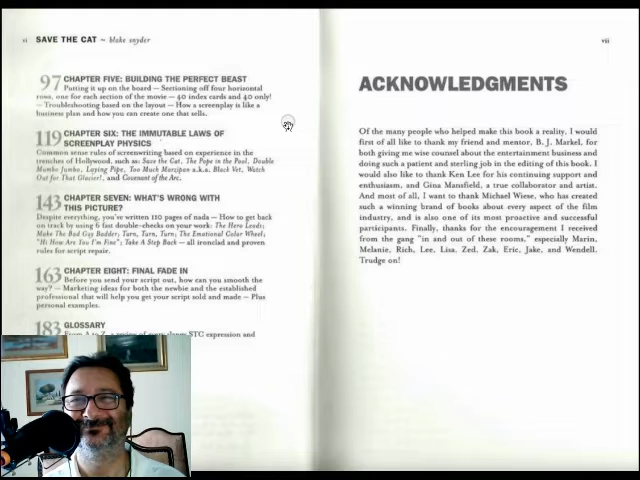 vi SAVE THE CAT ~ blake snyder
97 CHAPTER FIVE: BUILDING THE PERFECT BEAST
Putting it up on the board — Sectioning off four horizontal
rows, one for each section of the movie — 40 index cards and 40 only!
— Troubleshooting based on the layout — How a screenplay is like a
business plan and how you can create one that sells.
119 CHAPTER SIX: THE IMMUTABLE LAWS OF
SCREENPLAY PHYSICS
Common sense rules of screenwriting based on experience in the
trenches of Hollywood, such as: Save the Cat, The Pope in the Pool, Double
Mumbo Jumbo, Laying Pipe, Too Much Marzipan a.k.a. Black Vet, Watch
Out for That Glacier!, and Covenant of the Arc.
143 CHAPTER SEVEN: WHAT'S WRONG WITH
THIS PICTURE?
Despite everything, you've written 110 pages of nada — How to get back
on track by using 6 fast double-checks on your work: The Hero Leads;
Make The Bad Guy Badder; Turn, Turn, Turn; The Emotional Color Wheel;
"Hi How Are You I'm Fine"; Take A Step Back — all ironclad and proven
rules for script repair.
163 CHAPTER EIGHT: FINAL FADE IN
Before you send your script out, how can you smooth the
way? — Marketing ideas for both the newbie and the established
professional that will help you get your script sold and made — Plus
personal examples.
183 GLOSSARY
From A to Z, a review of every slangy STC expression and
vii
ACKNOWLEDGMENTS
Of the many people who helped make this book a reality, I would
first of all like to thank my friend and mentor, B. J. Markel, for
both giving me wise counsel about the entertainment business and
doing such a patient and sterling job in the editing of this book. I
would also like to thank Ken Lee for his continuing support and
enthusiasm, and Gina Mansfield, a true collaborator and artist.
And most of all, I want to thank Michael Wiese, who has created
such a winning brand of books about every aspect of the film
industry, and is also one of its most proactive and successful
participants. Finally, thanks for the encouragement I received
from the gang "in and out of these rooms," especially Marin,
Melanie, Rich, Lee, Lisa, Zed, Zak, Eric, Jake, and Wendell.
Trudge on!